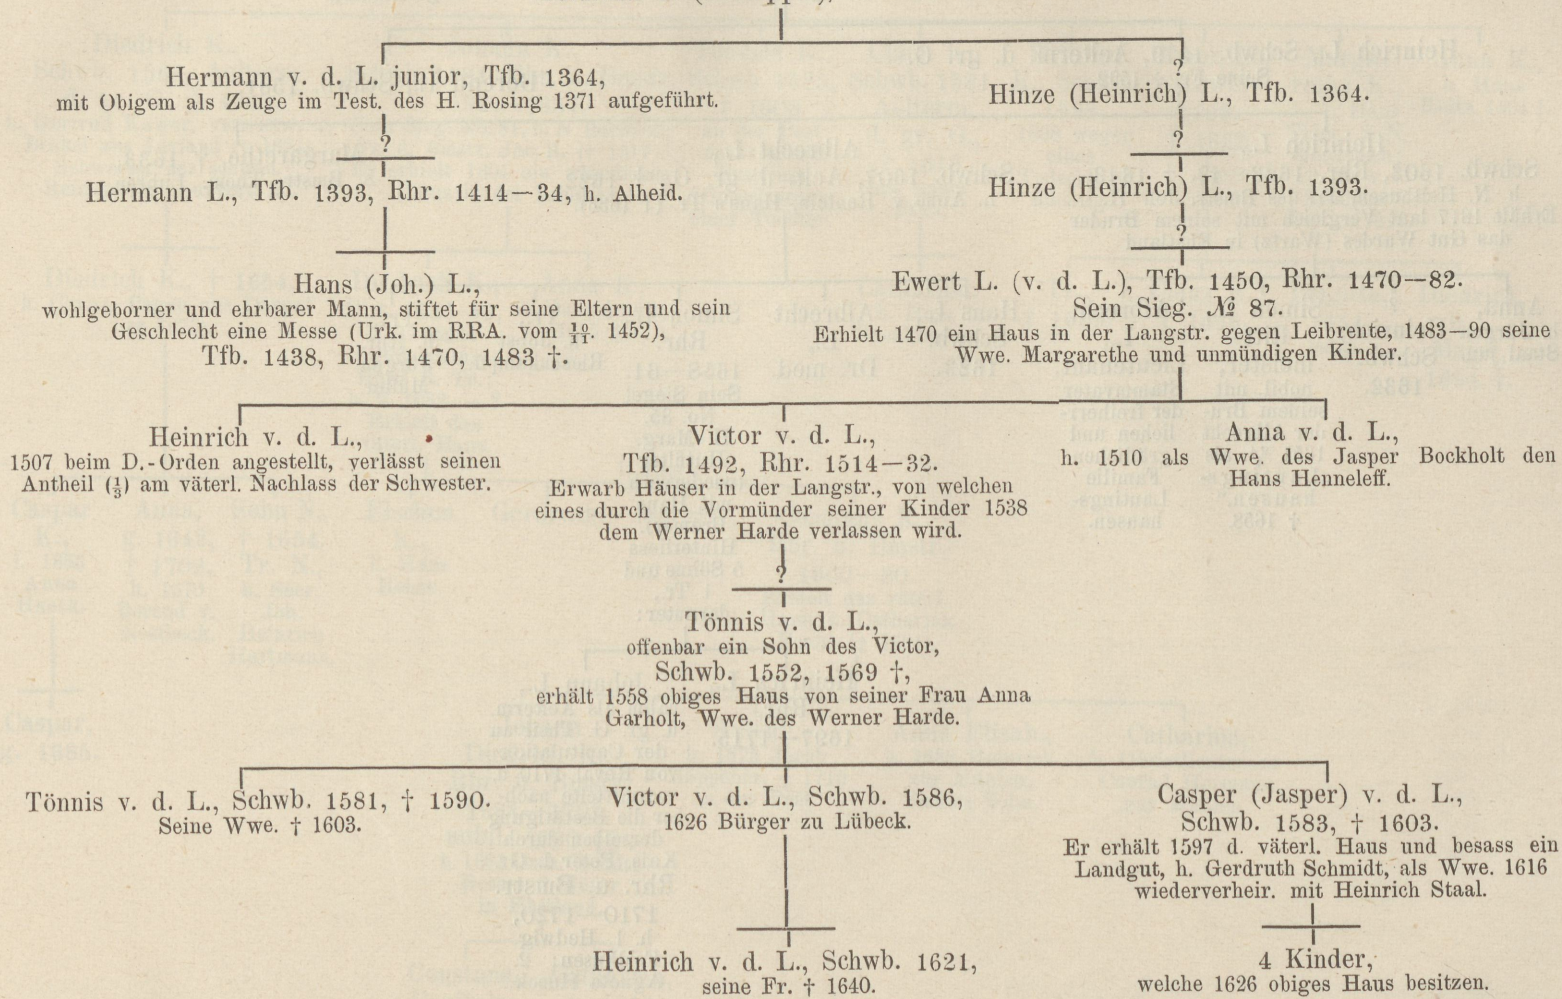 Hermann v. d. L. junior, Tfb. 1364,
mit Obigem als Zeuge im Test. des H. Rosing 1371 aufgeführt.
?
Hinze (Heinrich) L., Tfb. 1364.
?
Hermann L., Tfb. 1393, Rhr. 1414—34, h. Alheid.
?
Hinze (Heinrich) L., Tfb. 1393.
?
Hans (Joh.) L.,
wohlgeborner und ehrbarer Mann, stiftet für seine Eltern und sein
Geschlecht eine Messe (Urk. im RRA. vom 10/11. 1452),
Tfb. 1438, Rhr. 1470, 1483 †.
Ewert L. (v. d. L.), Tfb. 1450, Rhr. 1470—82.
Sein Sieg. № 87.
Erhielt 1470 ein Haus in der Langstr. gegen Leibrente, 1483—90 seine
Wwe. Margarethe und unmündigen Kinder.
Heinrich v. d. L.,
1507 beim D.-Orden angestellt, verlässt seinen
Antheil (⅓) am väterl. Nachlass der Schwester.
Victor v. d. L.,
Tfb. 1492, Rhr. 1514—32.
Erwarb Häuser in der Langstr., von welchen
eines durch die Vormünder seiner Kinder 1538
dem Werner Harde verlassen wird.
Anna v. d. L.,
h. 1510 als Wwe. des Jasper Bockholt den
Hans Henneleff.
?
Tönnis v. d. L.,
offenbar ein Sohn des Victor,
Schwb. 1552, 1569 †,
erhält 1558 obiges Haus von seiner Frau Anna
Garholt, Wwe. des Werner Harde.
Tönnis v. d. L., Schwb. 1581, † 1590.
Seine Wwe. † 1603.
Victor v. d. L., Schwb. 1586,
1626 Bürger zu Lübeck.
Casper (Jasper) v. d. L.,
Schwb. 1583, † 1603.
Er erhält 1597 d. väterl. Haus und besass ein
Landgut, h. Gerdruth Schmidt, als Wwe. 1616
wiederverheir. mit Heinrich Staal.
Heinrich v. d. L., Schwb. 1621,
seine Fr. † 1640.
4 Kinder,
welche 1626 obiges Haus besitzen.